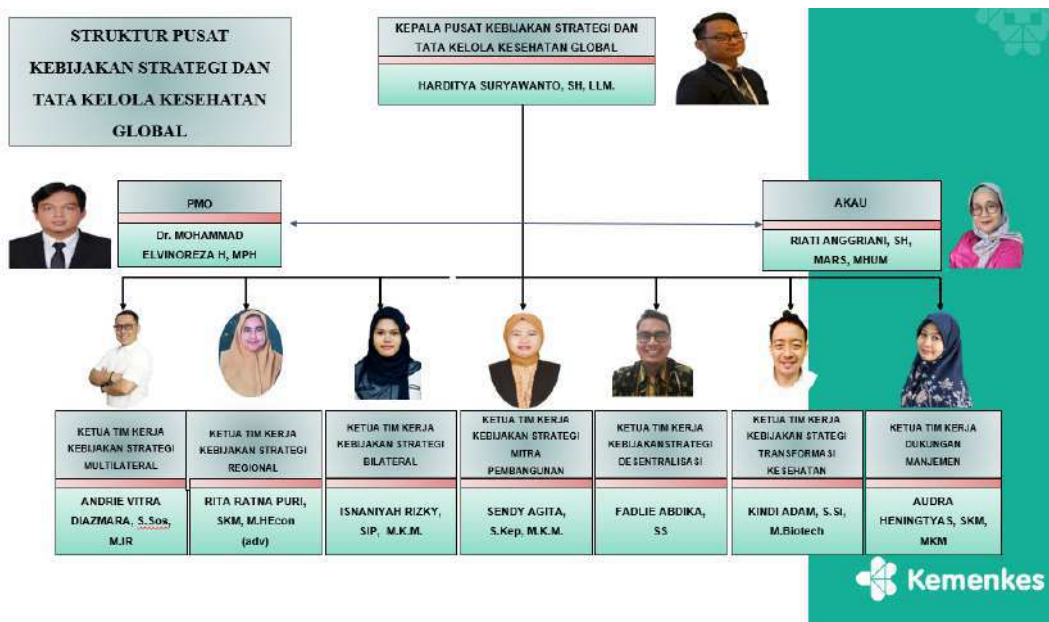 STRUKTUR PUSAT
KEBIJAKAN STRATEGI DAN
TATA KELOLA KESEHATAN
GLOBAL
KEPALA PUSAT KEBIJAKAN STRATEGI DAN
TATA KELOLA KESEHATAN GLOBAL
HARDITYA SURYAWANTO, SH, LLM.
PMO
Dr. MOHAMMAD
ELVINOREZA H, MPH
AKAU
RIATI ANGGRIANI, SH,
MARS, MHUM
KETUA TIM KERJA
KEBIJAKAN STRATEGI
MULTILATERAL
ANDRIE VITRA
DIAZMARA, S.Sos,
M.IR
KETUA TIM KERJA
KEBIJAKAN STRATEGI
REGIONAL
RITA RATNA PURI,
SKM, M.HEcon
(adv)
KETUA TIM KERJA
KEBIJAKAN STRATEGI
BILATERAL
ISNANIYAH RIZKY,
SIP, M.K.M.
KETUA TIM KERJA
KEBIJAKAN STRATEGI
MITRA
PEMBANGUNAN
SENDY AGITA,
S.Kep, M.K.M.
KETUA TIM KERJA
KEBIJAKANSTRATEGI
DESENTRALISASI
FADLIE ABDIKA,
SS
KETUA TIM KERJA
KEBIJAKAN STATEGI
TRANSFORMASI
KESEHATAN
KINDI ADAM, S.Si,
M.Biotech
KETUA TIM KERJA
DUKUNGAN
MANJEMEN
AUDRA
HENINGTYAS, SKM,
MKM
Kemenkes